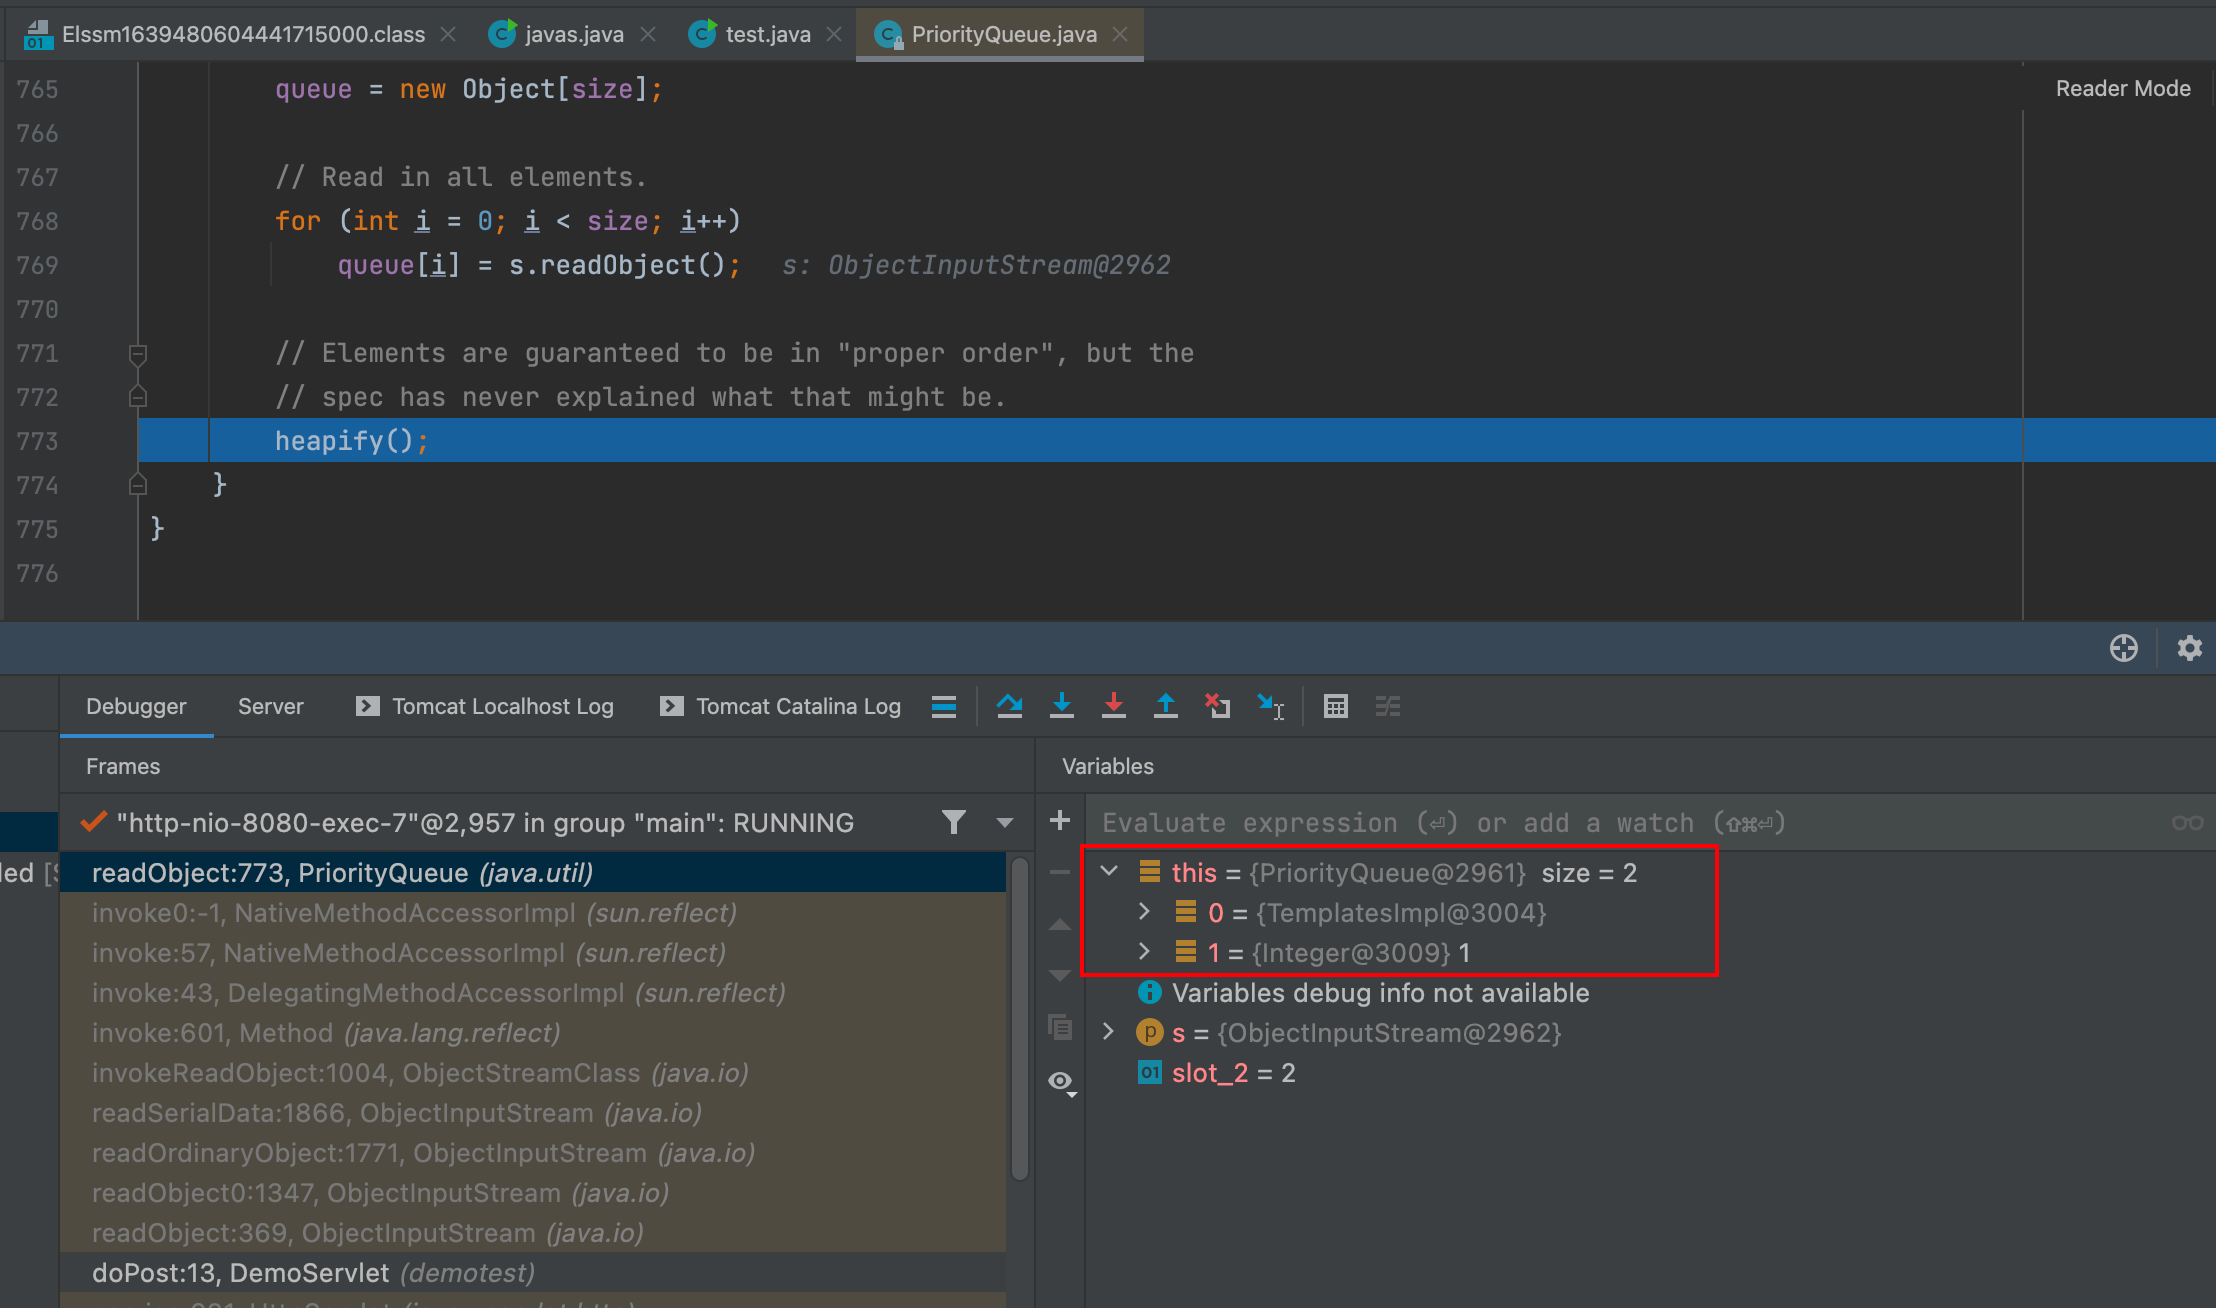 Elssm1639480604441715000.class javas.java test.java PriorityQueue.java
Reader Mode
765 queue = new Object[size];
766
767 // Read in all elements.
768 for (int i = 0; i < size; i++)
769 queue[i] = s.readObject(); s: ObjectInputStream@2962
770
771 // Elements are guaranteed to be in "proper order", but the
772 // spec has never explained what that might be.
773 heapify();
774 }
775 }
776
Debugger Server Tomcat Localhost Log Tomcat Catalina Log
Frames
"http-nio-8080-exec-7"@2,957 in group "main": RUNNING
readObject:773, PriorityQueue (java.util)
invoke0:-1, NativeMethodAccessorImpl (sun.reflect)
invoke:57, NativeMethodAccessorImpl (sun.reflect)
invoke:43, DelegatingMethodAccessorImpl (sun.reflect)
invoke:601, Method (java.lang.reflect)
invokeReadObject:1004, ObjectStreamClass (java.io)
readSerialData:1866, ObjectInputStream (java.io)
readOrdinaryObject:1771, ObjectInputStream (java.io)
readObject0:1347, ObjectInputStream (java.io)
readObject:369, ObjectInputStream (java.io)
doPost:13, DemoServlet (demotest)
Variables
Evaluate expression (⏎) or add a watch (⇧⌘⏎)
this = {PriorityQueue@2961} size = 2
0 = {TemplatesImpl@3004}
1 = {Integer@3009} 1
Variables debug info not available
s = {ObjectInputStream@2962}
slot_2 = 2